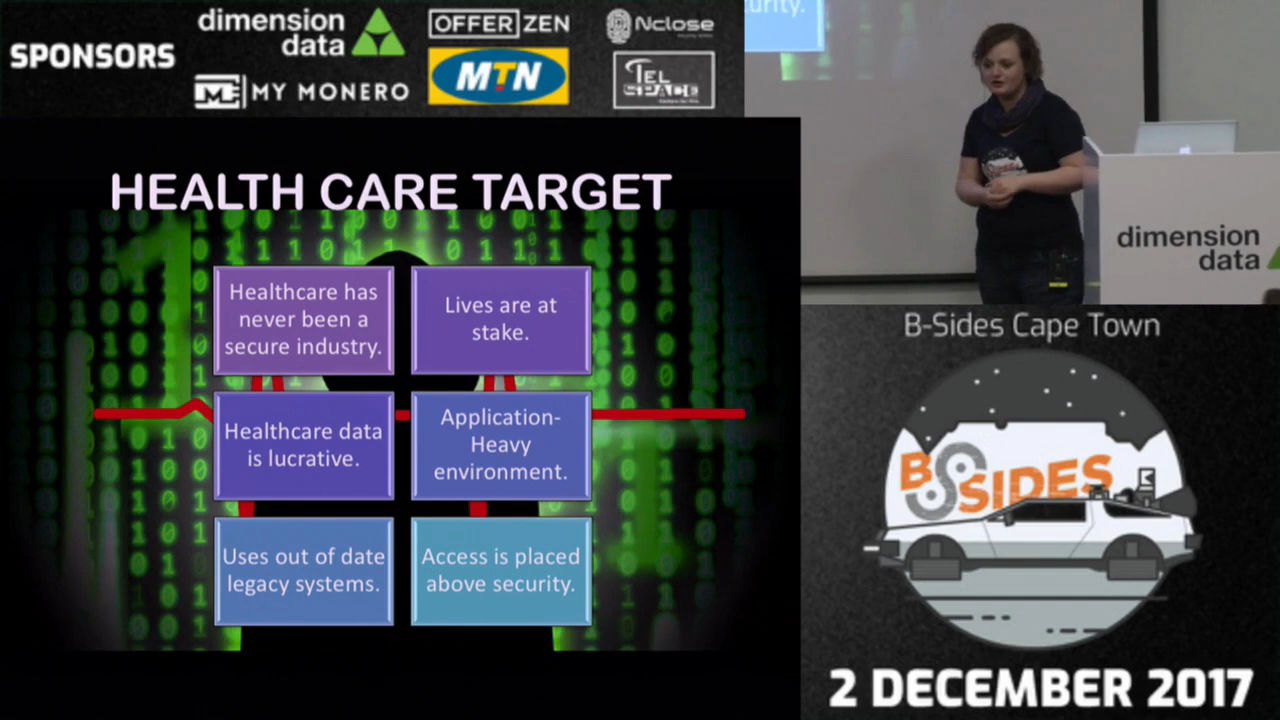 SPONSORS
dimension
data
OFFERZEN
Nclose
MY MONERO
MTN
TEL
SPACE
urity.
HEALTH CARE TARGET
Healthcare has
never been a
secure industry.
Lives are at
stake.
Healthcare data
is lucrative.
Application-
Heavy
environment.
Uses out of date
legacy systems.
Access is placed
above security.
dimension
data
B-Sides Cape Town
B SIDES
2 DECEMBER 2017